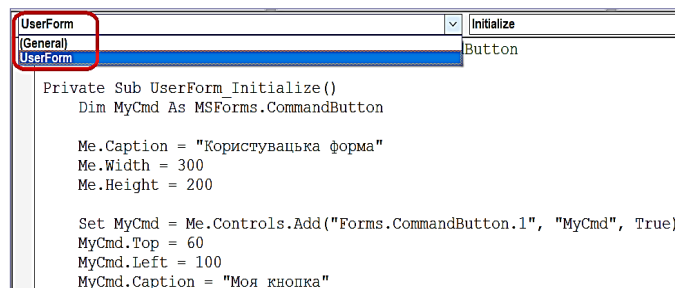 UserForm Initialize
(General)
UserForm
Button
Private Sub UserForm_Initialize()
Dim MyCmd As MSForms.CommandButton
Me.Caption = "Користувацька форма"
Me.Width = 300
Me.Height = 200
Set MyCmd = Me.Controls.Add("Forms.CommandButton.1", "MyCmd", True)
MyCmd.Top = 60
MyCmd.Left = 100
MyCmd.Caption = "Моя кнопка"